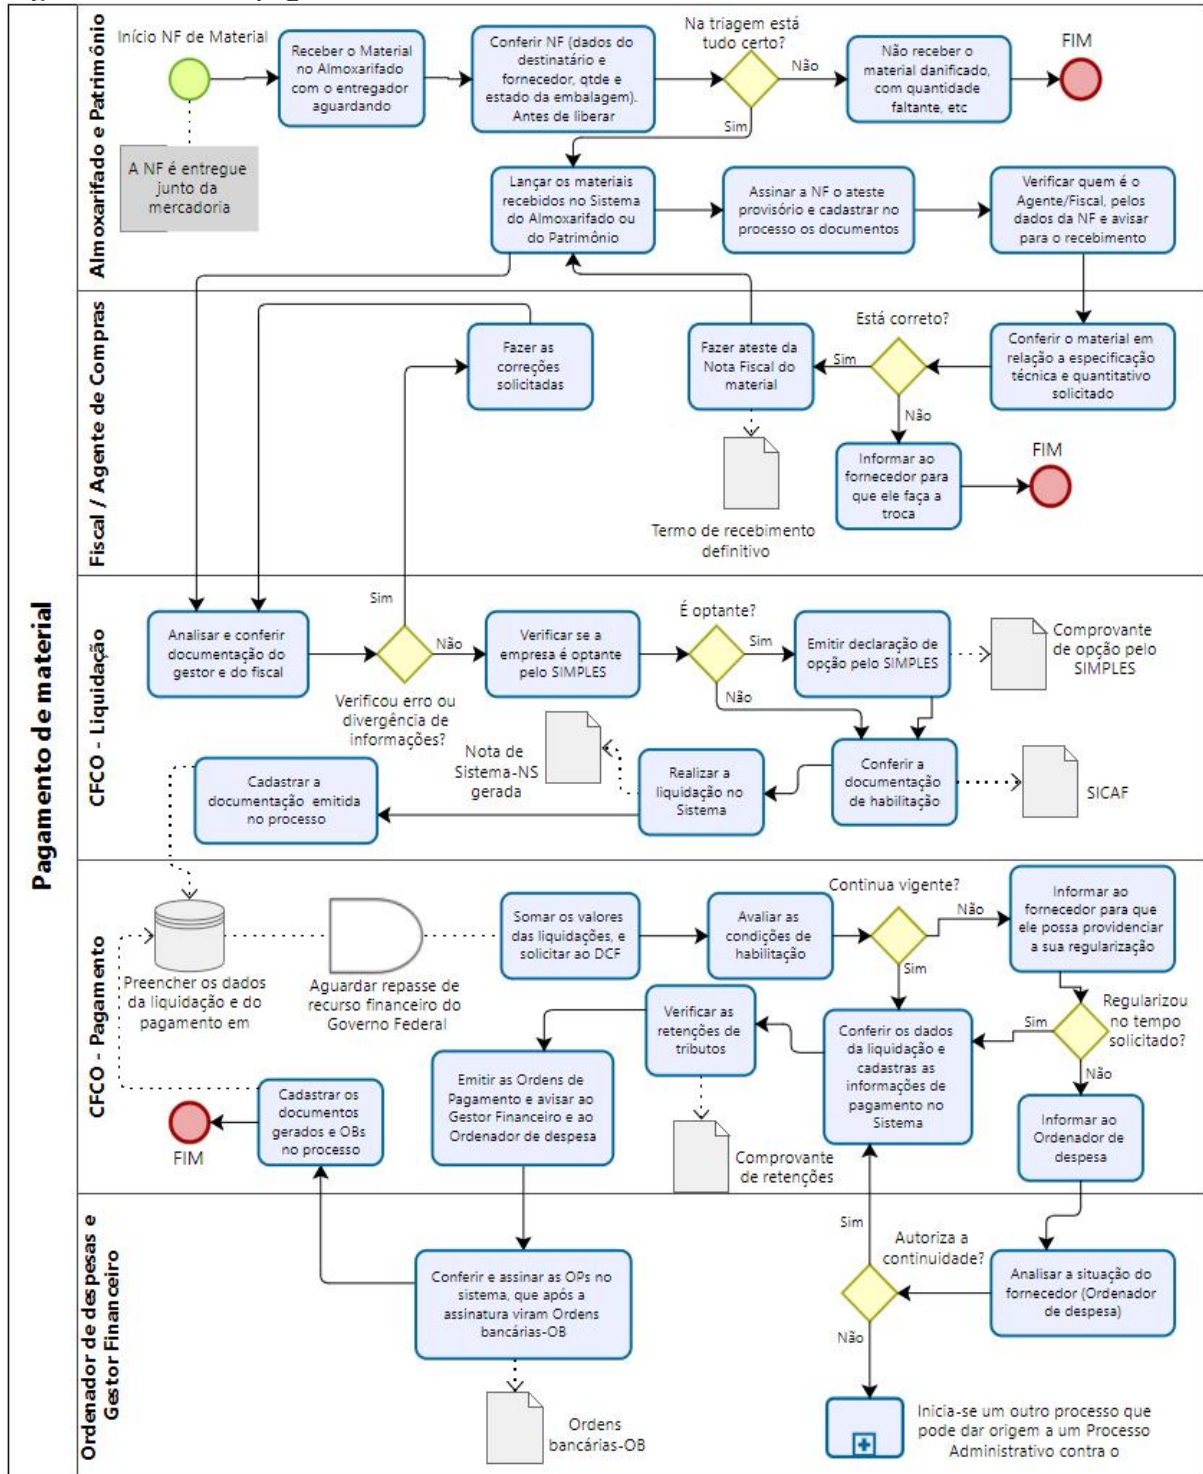 Pagamento de material
Almoxarifado e Patrimônio
Início NF de Material
A NF é entregue
junto da
mercadoria
Receber o Material
no Almoxarifado
com o entregador
aguardando
Conferir NF (dados do
destinatário e
fornecedor, qtde e
estado da embalagem).
Antes de liberar
Na triagem está
tudo certo?
Não
Sim
Não receber o
material danificado,
com quantidade
faltante, etc
FIM
Lançar os materiais
recebidos no Sistema
do Almoxarifado ou
do Patrimônio
Assinar a NF o ateste
provisório e cadastrar no
processo os documentos
Verificar quem é o
Agente/Fiscal, pelos
dados da NF e avisar
para o recebimento
Fiscal / Agente de Compras
Fazer as
correções
solicitadas
Fazer ateste da
Nota Fiscal do
material
Sim
Está correto?
Não
Conferir o material em
relação a especificação
técnica e quantitativo
solicitado
Informar ao
fornecedor para
que ele faça a
troca
FIM
Termo de recebimento
definitivo
CFCO - Liquidação
Analisar e conferir
documentação do
gestor e do fiscal
Sim
Não
Verificou erro ou
divergência de
informações?
Verificar se a
empresa é optante
pelo SIMPLES
É optante?
Sim
Não
Emitir declaração de
opção pelo SIMPLES
Comprovante
de opção pelo
SIMPLES
Cadastrar a
documentação emitida
no processo
Nota de
Sistema-NS
gerada
Realizar a
liquidação no
Sistema
Conferir a
documentação
de habilitação
SICAF
CFCO - Pagamento
Preencher os dados
da liquidação e do
pagamento em
Aguardar repasse de
recurso financeiro do
Governo Federal
Somar os valores
das liquidações, e
solicitar ao DCF
Avaliar as
condições de
habilitação
Continua vigente?
Não
Sim
Informar ao
fornecedor para que
ele possa providenciar
a sua regularização
Regularizou
no tempo
solicitado?
Sim
Não
Verificar as
retenções de
tributos
Conferir os dados
da liquidação e
cadastras as
informações de
pagamento no
Sistema
Informar ao
Ordenador de
despesa
Comprovante
de retenções
Emitir as Ordens de
Pagamento e avisar ao
Gestor Financeiro e ao
Ordenador de despesa
Cadastrar os
documentos
gerados e OBs
no processo
FIM
Ordenador de despesas e
Gestor Financeiro
Conferir e assinar as OPs no
sistema, que após a
assinatura viram Ordens
bancárias-OB
Ordens
bancárias-OB
Sim
Autoriza a
continuidade?
Não
Analisar a situação do
fornecedor (Ordenador
de despesa)
Inicia-se um outro processo que
pode dar origem a um Processo
Administrativo contra o